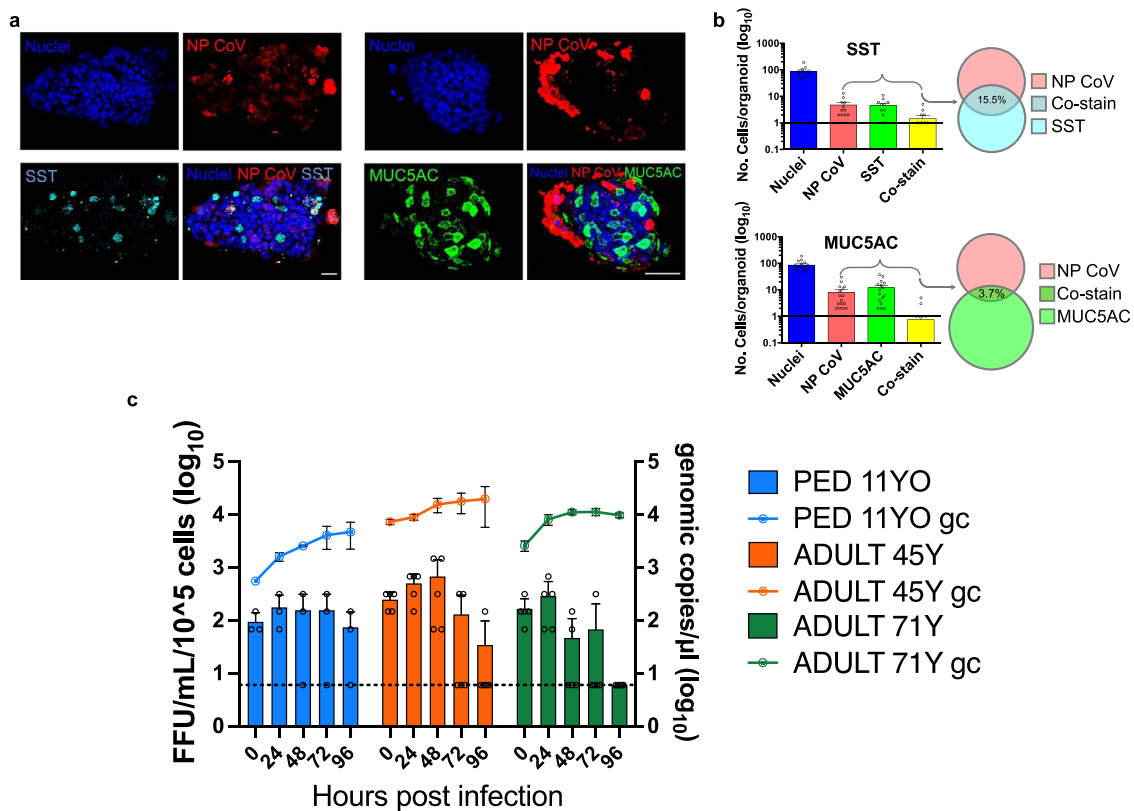 a
Nuclei
NP CoV
Nuclei
NP CoV
SST
Nuclei NP CoV SST
MUC5AC
Nuclei NP CoV MUC5AC
b
No. Cells/organoid (log10)
1000
100
10
1
0.1
SST
Nuclei
NP CoV
SST
Co-stain
15.5%
NP CoV
Co-stain
SST
No. Cells/organoid (log10)
1000
100
10
1
0.1
MUC5AC
Nuclei
NP CoV
MUC5AC
Co-stain
3.7%
NP CoV
Co-stain
MUC5AC
c
FFU/mL/10^5 cells (log10)
5
4
3
2
1
0
0
24
48
72
96
0
24
48
72
96
0
24
48
72
96
Hours post infection
5
4
3
2
1
0
genomic copies/µl (log10)
PED 11YO
PED 11YO gc
ADULT 45Y
ADULT 45Y gc
ADULT 71Y
ADULT 71Y gc